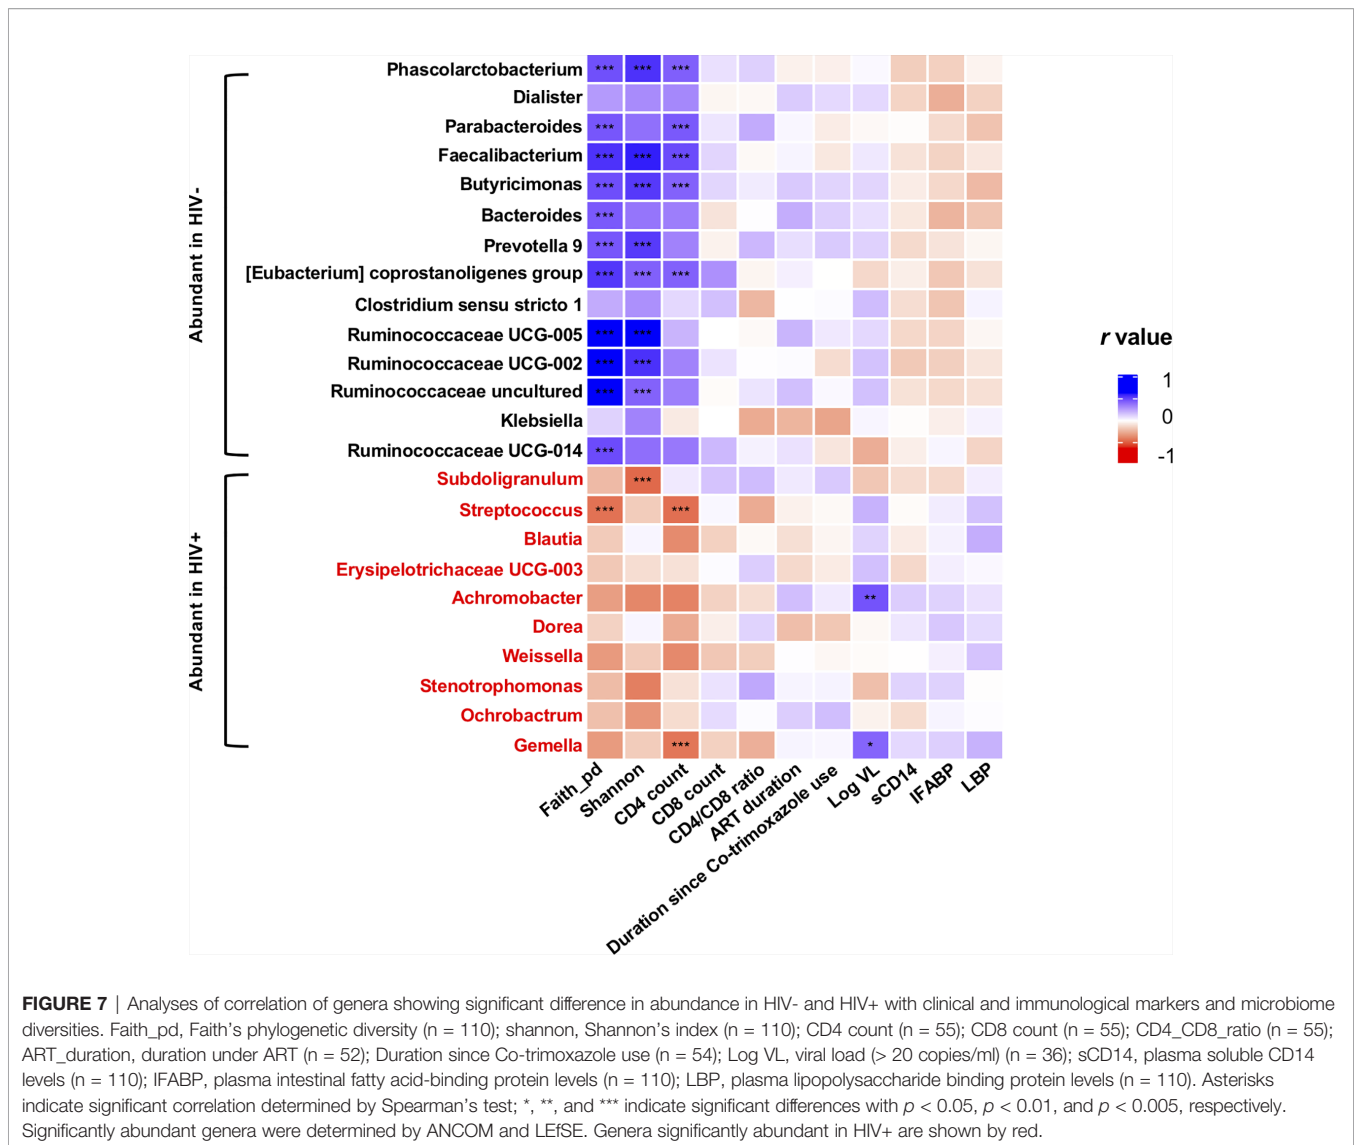 Abundant in HIV-
Phascolarctobacterium *** *** ***
Dialister
Parabacteroides *** ***
Faecalibacterium *** *** ***
Butyricimonas *** *** ***
Bacteroides ***
Prevotella 9 *** ***
[Eubacterium] coprostanoligenes group *** *** ***
Clostridium sensu stricto 1
Ruminococcaceae UCG-005 *** ***
Ruminococcaceae UCG-002 *** ***
Ruminococcaceae uncultured *** ***
Klebsiella
Ruminococcaceae UCG-014 ***
Abundant in HIV+
Subdoligranulum ***
Streptococcus *** ***
Blautia
Erysipelotrichaceae UCG-003
Achromobacter **
Dorea
Weissella
Stenotrophomonas
Ochrobactrum
Gemella *** *
Faith_pd
Shannon
CD4 count
CD8 count
CD4/CD8 ratio
ART duration
Duration since Co-trimoxazole use
Log VL
sCD14
IFABP
LBP
r value
1
0
-1
FIGURE 7 | Analyses of correlation of genera showing significant difference in abundance in HIV- and HIV+ with clinical and immunological markers and microbiome
diversities. Faith_pd, Faith's phylogenetic diversity (n = 110); shannon, Shannon's index (n = 110); CD4 count (n = 55); CD8 count (n = 55); CD4_CD8_ratio (n = 55);
ART_duration, duration under ART (n = 52); Duration since Co-trimoxazole use (n = 54); Log VL, viral load (> 20 copies/ml) (n = 36); sCD14, plasma soluble CD14
levels (n = 110); IFABP, plasma intestinal fatty acid-binding protein levels (n = 110); LBP, plasma lipopolysaccharide binding protein levels (n = 110). Asterisks
indicate significant correlation determined by Spearman's test; *, **, and *** indicate significant differences with p < 0.05, p < 0.01, and p < 0.005, respectively.
Significantly abundant genera were determined by ANCOM and LEfSE. Genera significantly abundant in HIV+ are shown by red.